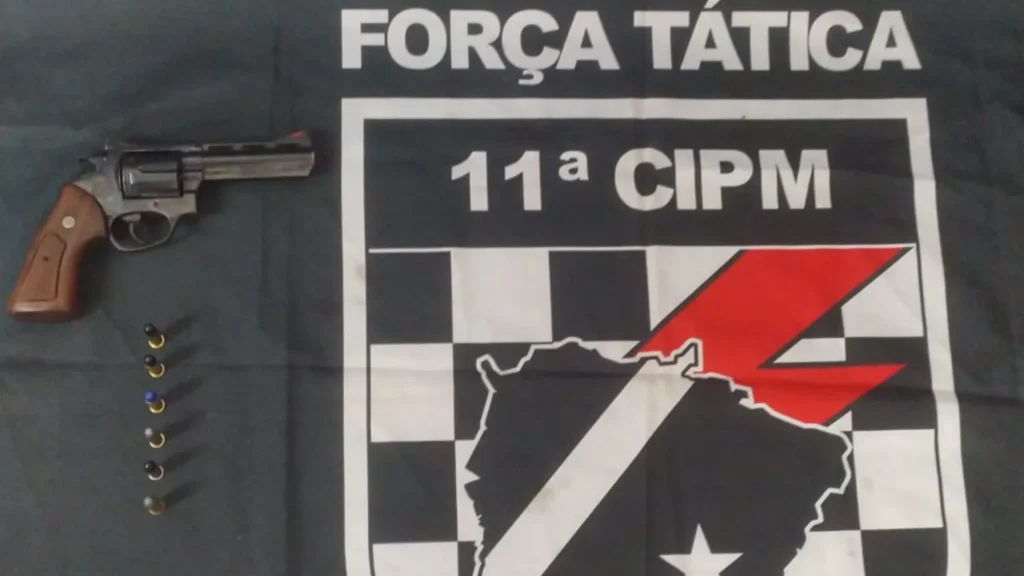 FORÇA TÁTICA
11ª CIPM